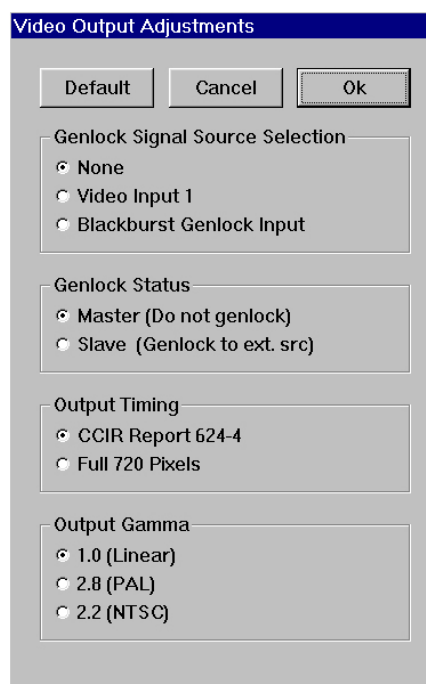 Video Output Adjustments
Default Cancel Ok
Genlock Signal Source Selection
None
Video Input 1
Blackburst Genlock Input
Genlock Status
Master (Do not genlock)
Slave (Genlock to ext. src)
Output Timing
CCIR Report 624-4
Full 720 Pixels
Output Gamma
1.0 (Linear)
2.8 (PAL)
2.2 (NTSC)